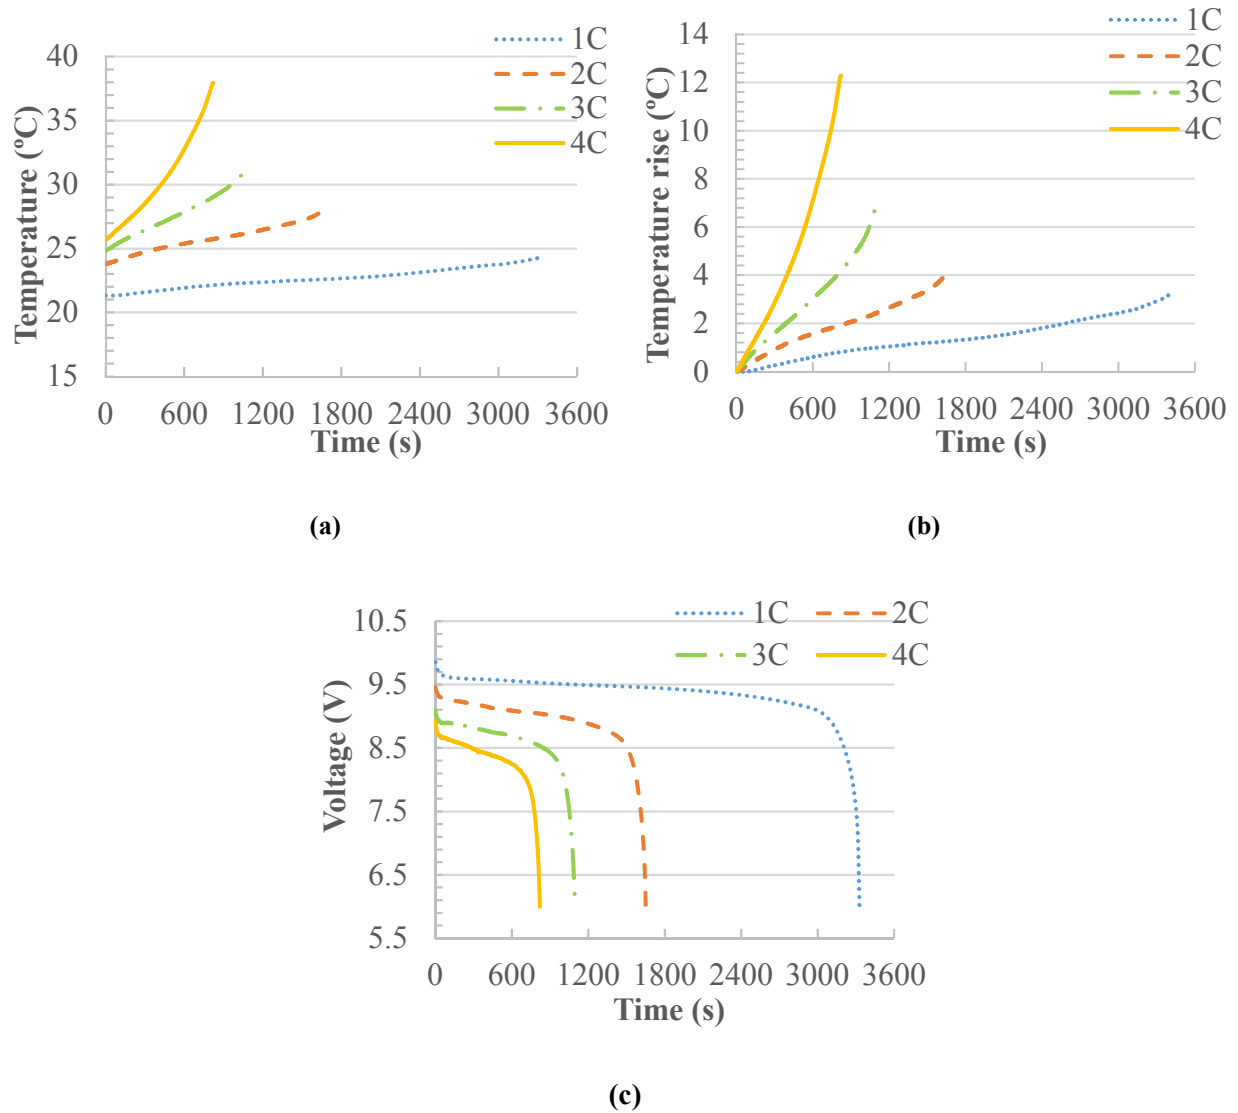 1C
2C
3C
4C
Temperature (ºC)
40
35
30
25
20
15
0 600 1200 1800 2400 3000 3600
Time (s)
(a)
1C
2C
3C
4C
Temperature rise (ºC)
14
12
10
8
6
4
2
0
0 600 1200 1800 2400 3000 3600
Time (s)
(b)
1C 2C
3C 4C
Voltage (V)
10.5
9.5
8.5
7.5
6.5
5.5
0 600 1200 1800 2400 3000 3600
Time (s)
(c)